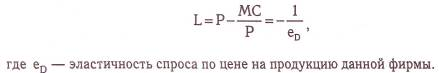 L = P - MC/P = - 1/e_D ,
где e_D — эластичность спроса по цене на продукцию данной фирмы.